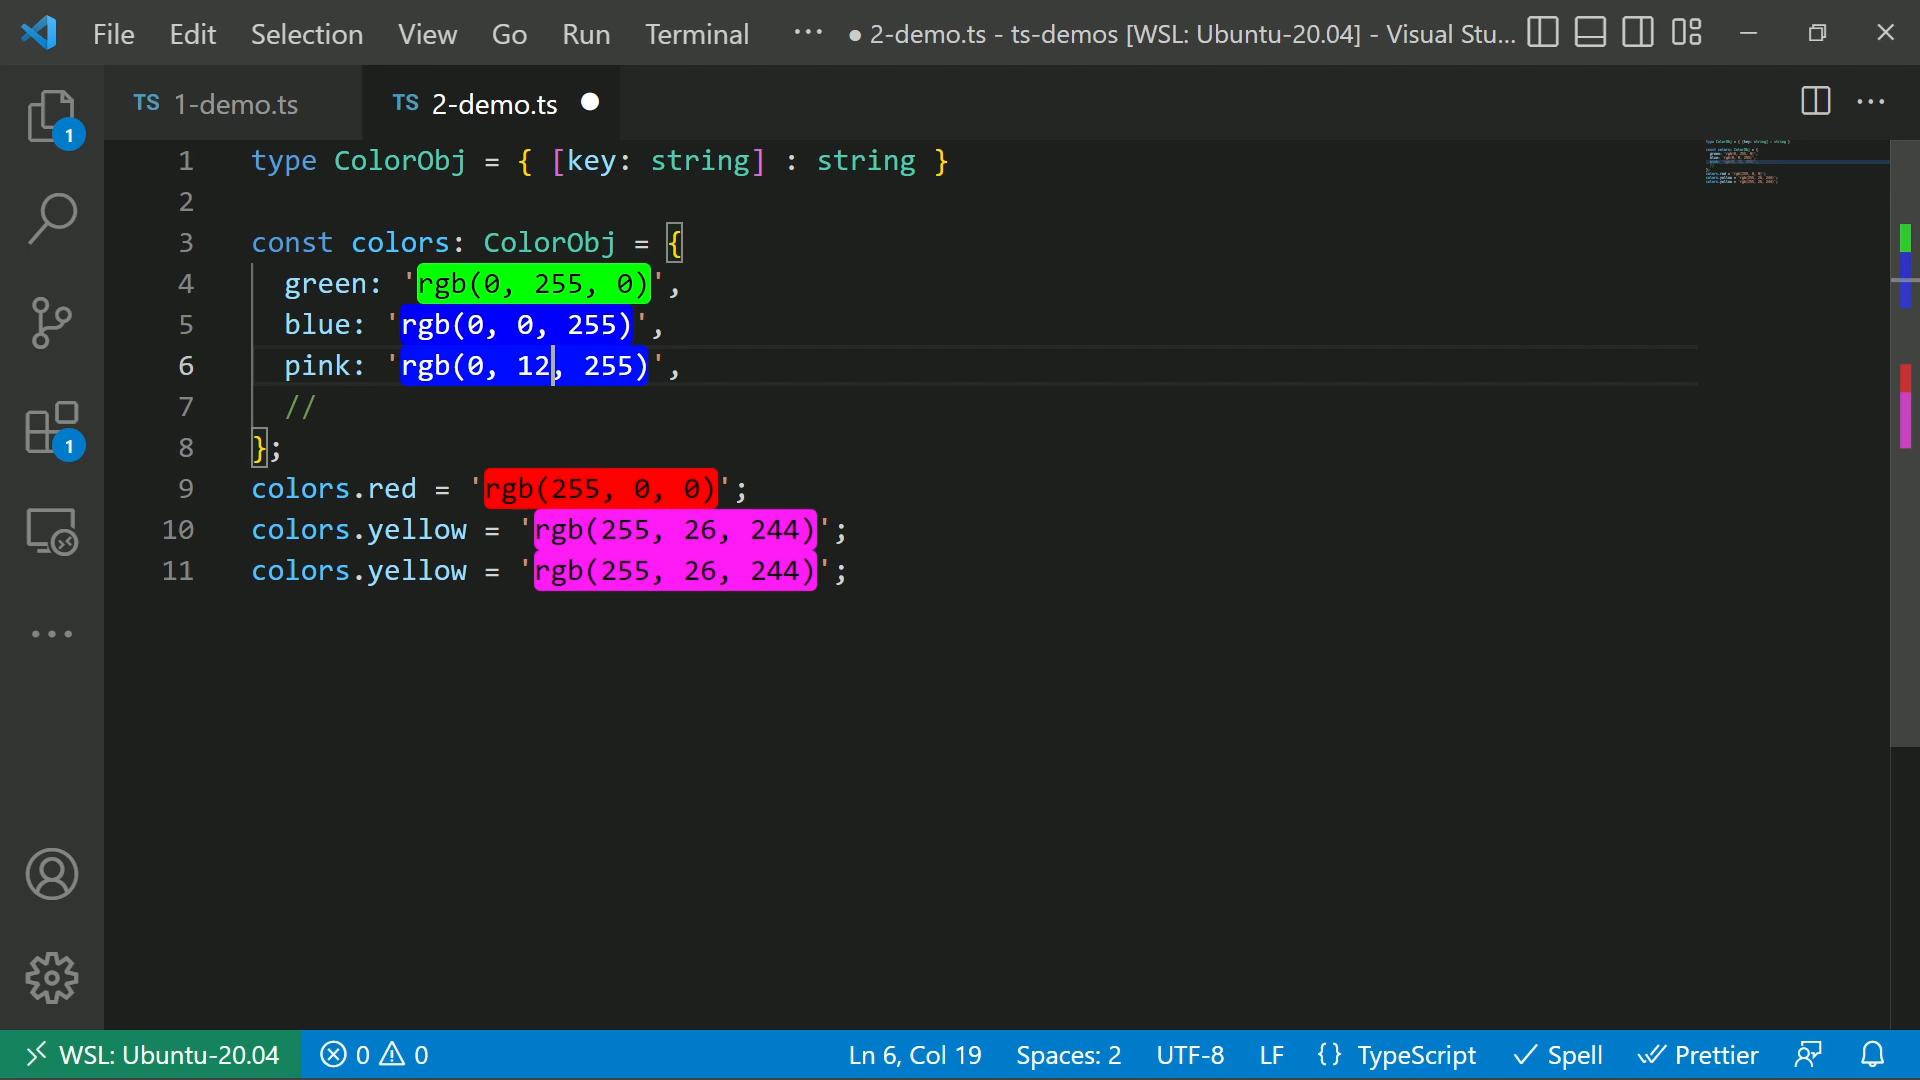 File Edit Selection View Go Run Terminal ··· ● 2-demo.ts - ts-demos [WSL: Ubuntu-20.04] - Visual Stu...
TS 1-demo.ts TS 2-demo.ts ●
1 type ColorObj = { [key: string] : string }
2
3 const colors: ColorObj = {
4 green: 'rgb(0, 255, 0)',
5 blue: 'rgb(0, 0, 255)',
6 pink: 'rgb(0, 12, 255)',
7 //
8 };
9 colors.red = 'rgb(255, 0, 0)';
10 colors.yellow = 'rgb(255, 26, 244)';
11 colors.yellow = 'rgb(255, 26, 244)';
1
1
WSL: Ubuntu-20.04 0 0 Ln 6, Col 19 Spaces: 2 UTF-8 LF {} TypeScript Spell Prettier